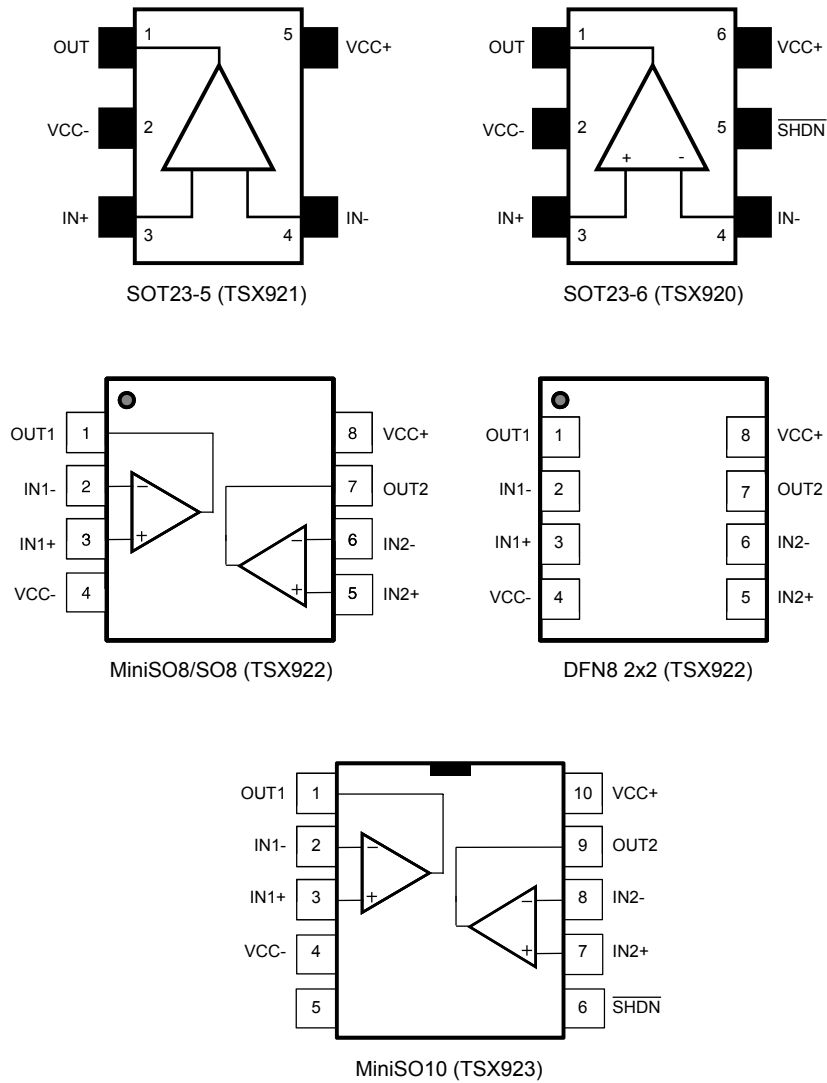 OUT 1 5 VCC+
VCC- 2
IN+ 3 4 IN-
SOT23-5 (TSX921)
OUT 1 6 VCC+
VCC- 2 5 SHDN
+ -
IN+ 3 4 IN-
SOT23-6 (TSX920)
OUT1 1 8 VCC+
IN1- 2 − 7 OUT2
IN1+ 3 + − 6 IN2-
VCC- 4 + 5 IN2+
MiniSO8/SO8 (TSX922)
OUT1 1 8 VCC+
IN1- 2 7 OUT2
IN1+ 3 6 IN2-
VCC- 4 5 IN2+
DFN8 2x2 (TSX922)
OUT1 1 10 VCC+
IN1- 2 − 9 OUT2
IN1+ 3 + − 8 IN2-
VCC- 4 + 7 IN2+
5 6 SHDN
MiniSO10 (TSX923)